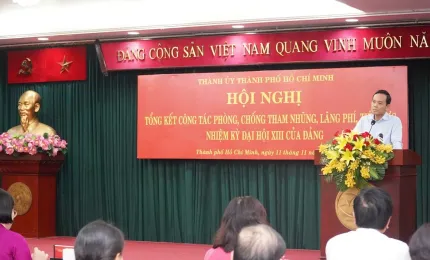 ĐẢNG CỘNG SẢN VIỆT NAM QUANG VINH MUÔN NĂM
THÀNH ỦY THÀNH PHỐ HỒ CHÍ MINH
HỘI NGHỊ
TỔNG KẾT CÔNG TÁC PHÒNG, CHỐNG THAM NHŨNG, LÃNG PHÍ,
NHIỆM KỲ ĐẠI HỘI XIII CỦA ĐẢNG
Thành phố Hồ Chí Minh, ngày 11 tháng 11